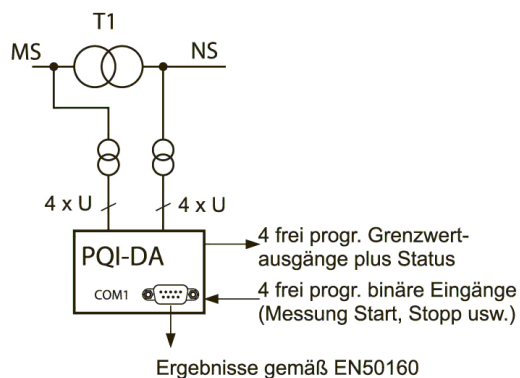 T1
MS
NS
4 x U
4 x U
PQI-DA
4 frei progr. Grenzwert-
ausgänge plus Status
COM1
4 frei progr. binäre Eingänge
(Messung Start, Stopp usw.)
Ergebnisse gemäß EN50160